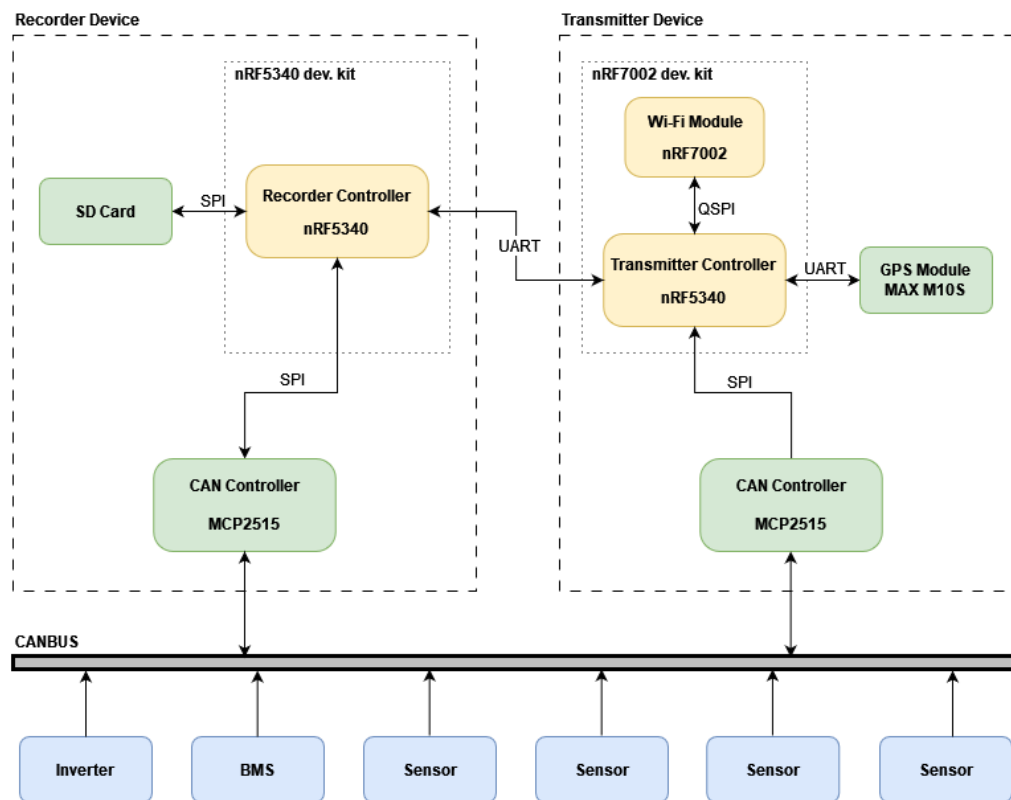 Recorder Device
Transmitter Device
nRF5340 dev. kit
nRF7002 dev. kit
Wi-Fi Module
nRF7002
QSPI
SD Card
SPI
Recorder Controller
nRF5340
UART
Transmitter Controller
nRF5340
UART
GPS Module
MAX M10S
SPI
SPI
CAN Controller
MCP2515
CAN Controller
MCP2515
CANBUS
Inverter
BMS
Sensor
Sensor
Sensor
Sensor